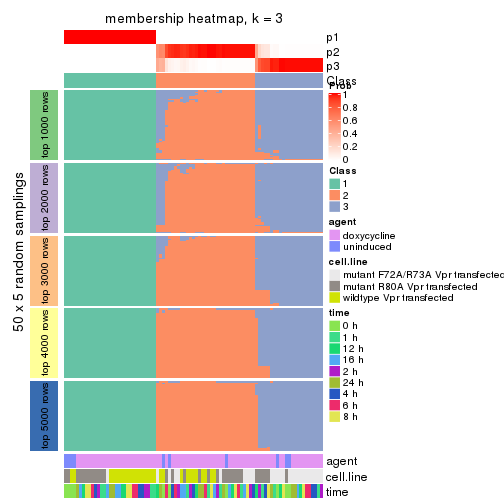 membership heatmap, k = 3
p1
p2
p3
Class
50 x 5 random samplings
top 1000 rows
top 2000 rows
top 3000 rows
top 4000 rows
top 5000 rows
agent
cell.line
time
Prob
1
0.8
0.6
0.4
0.2
0
Class
1
2
3
agent
doxycycline
uninduced
cell.line
mutant F72A/R73A Vpr transfected
mutant R80A Vpr transfected
wildtype Vpr transfected
time
0 h
1 h
12 h
16 h
2 h
24 h
4 h
6 h
8 h